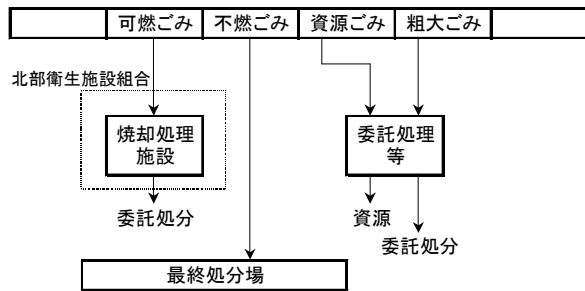 可燃ごみ 不燃ごみ 資源ごみ 粗大ごみ
北部衛生施設組合
焼却処理
施設
委託処理
等
委託処分
資源
委託処分
最終処分場